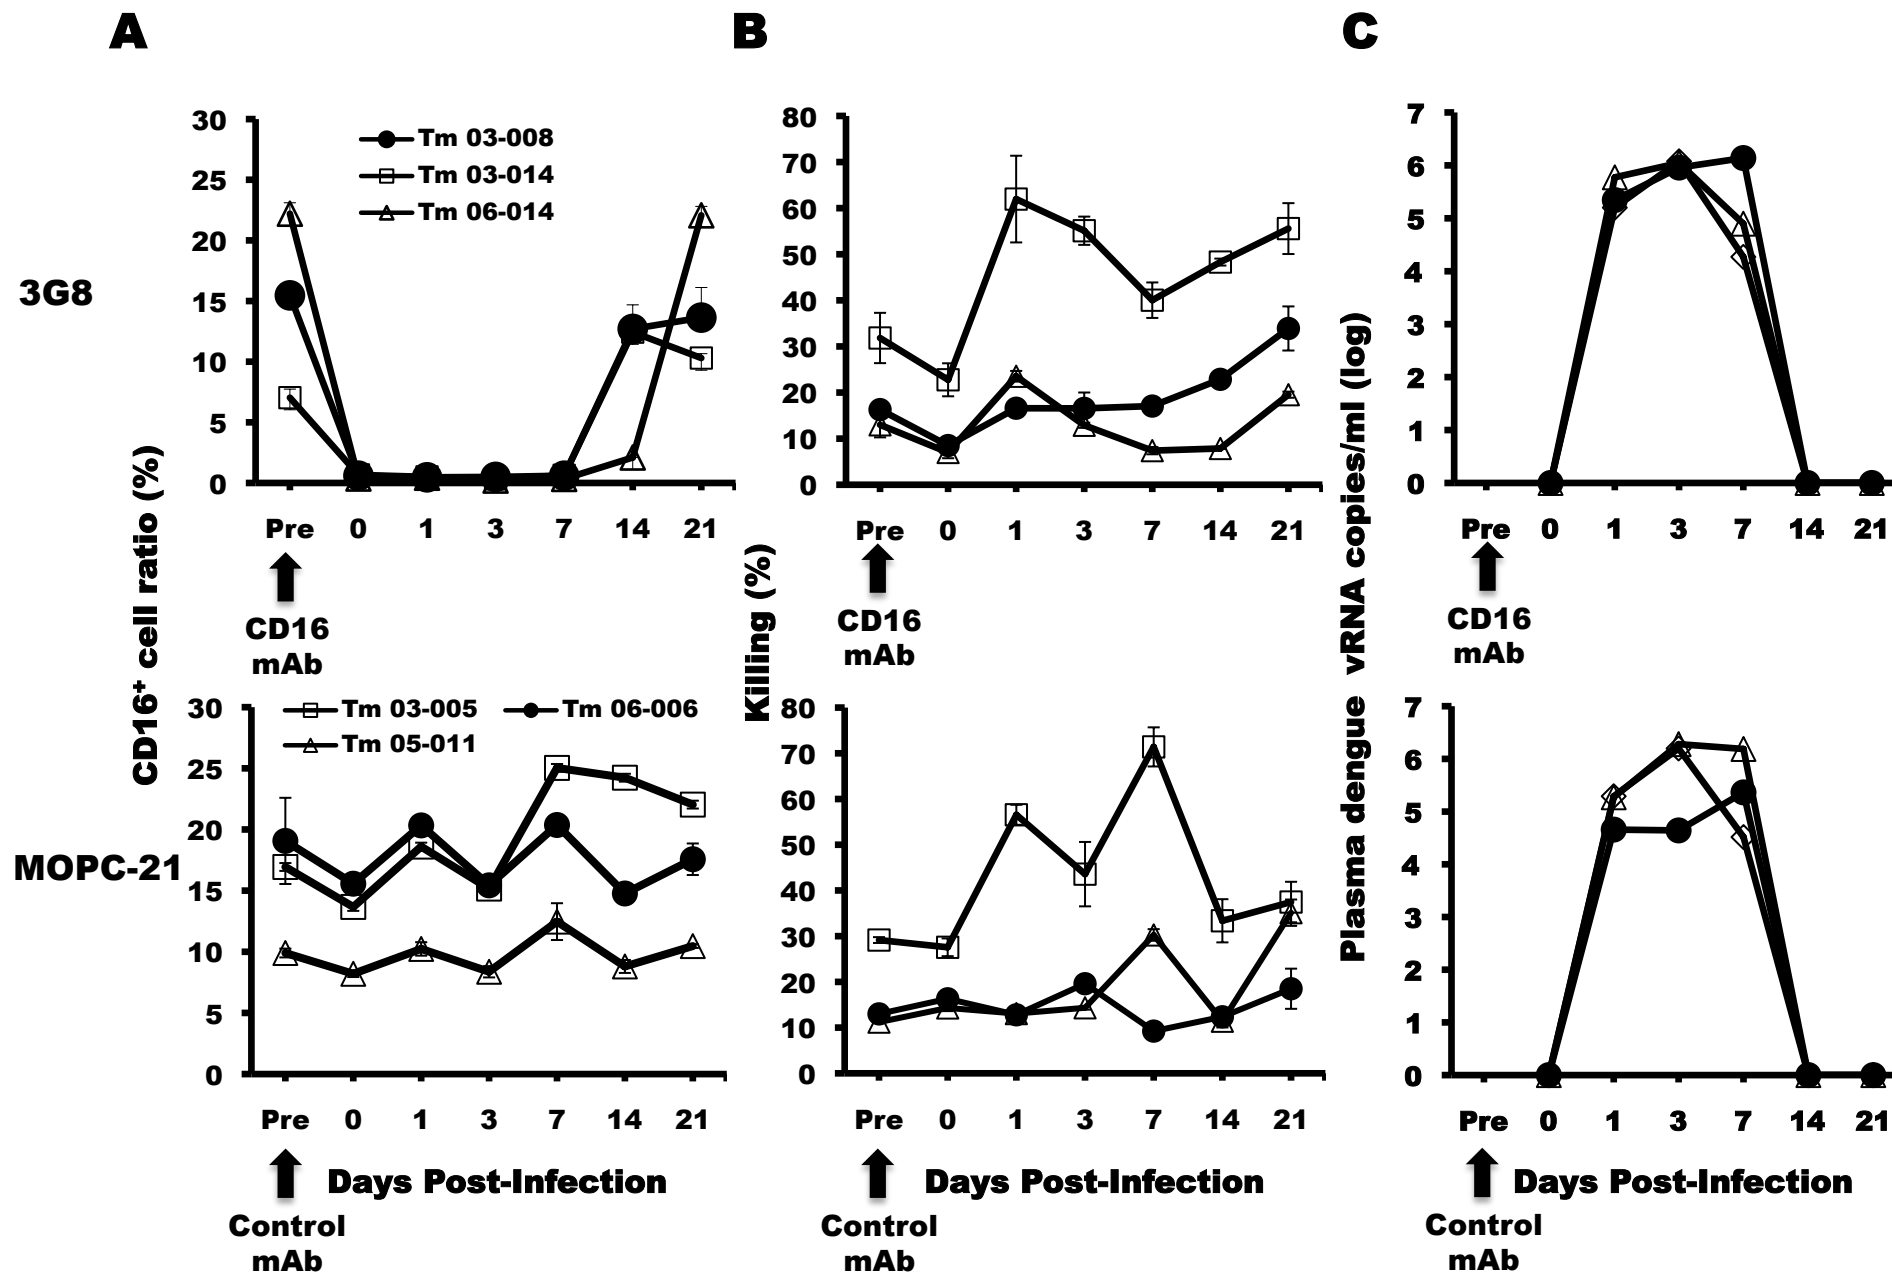 A
B
C
3G8
CD16+ cell ratio (%)
30
25
20
15
10
5
0
Tm 03-008
Tm 03-014
Tm 06-014
Pre 0 1 3 7 14 21
CD16
mAb
Killing (%)
80
70
60
50
40
30
20
10
0
Pre 0 1 3 7 14 21
CD16
mAb
Plasma dengue vRNA copies/ml (log)
7
6
5
4
3
2
1
0
Pre 0 1 3 7 14 21
CD16
mAb
MOPC-21
30
25
20
15
10
5
0
Tm 03-005 Tm 06-006
Tm 05-011
Pre 0 1 3 7 14 21
Days Post-Infection
Control
mAb
80
70
60
50
40
30
20
10
0
Pre 0 1 3 7 14 21
Days Post-Infection
Control
mAb
7
6
5
4
3
2
1
0
Pre 0 1 3 7 14 21
Days Post-Infection
Control
mAb